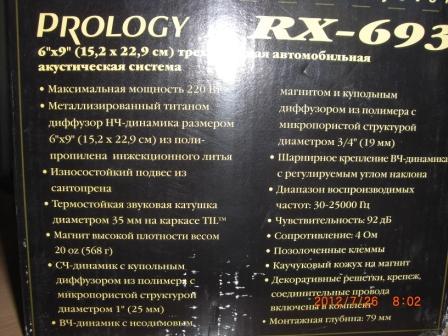 PROLOGY RX-693
6"x9" (15,2 x 22,9 см) автомобильная
акустическая система
• Максимальная мощность 220 Вт
• Металлизированный титаном
диффузор НЧ-динамика размером
6"x9" (15,2 x 22,9 см) из поли-
пропилена инжекционного литья
• Износостойкий подвес из
сантопрена
• Термостойкая звуковая катушка
диаметром 35 мм на каркасе TIL™
• Магнит высокой плотности весом
20 oz (568 г)
• СЧ-динамик с купольным
диффузором из полимера с
микропористой структурой
диаметром 1" (25 мм)
• ВЧ-динамик с неодимовым
магнитом и купольным
диффузором из полимера с
микропористой структурой
диаметром 3/4" (19 мм)
• Шарнирное крепление ВЧ-динамика
с регулируемым углом наклона
• Диапазон воспроизводимых
частот: 30-25000 Гц
• Чувствительность: 92 дБ
• Сопротивление: 4 Ом
• Позолоченные клеммы
• Каучуковый кожух на магнит
• Декоративные решетки, крепеж,
соединительные провода
включены в комплект
• Монтажная глубина: 79 мм
2012/7/26 8:02